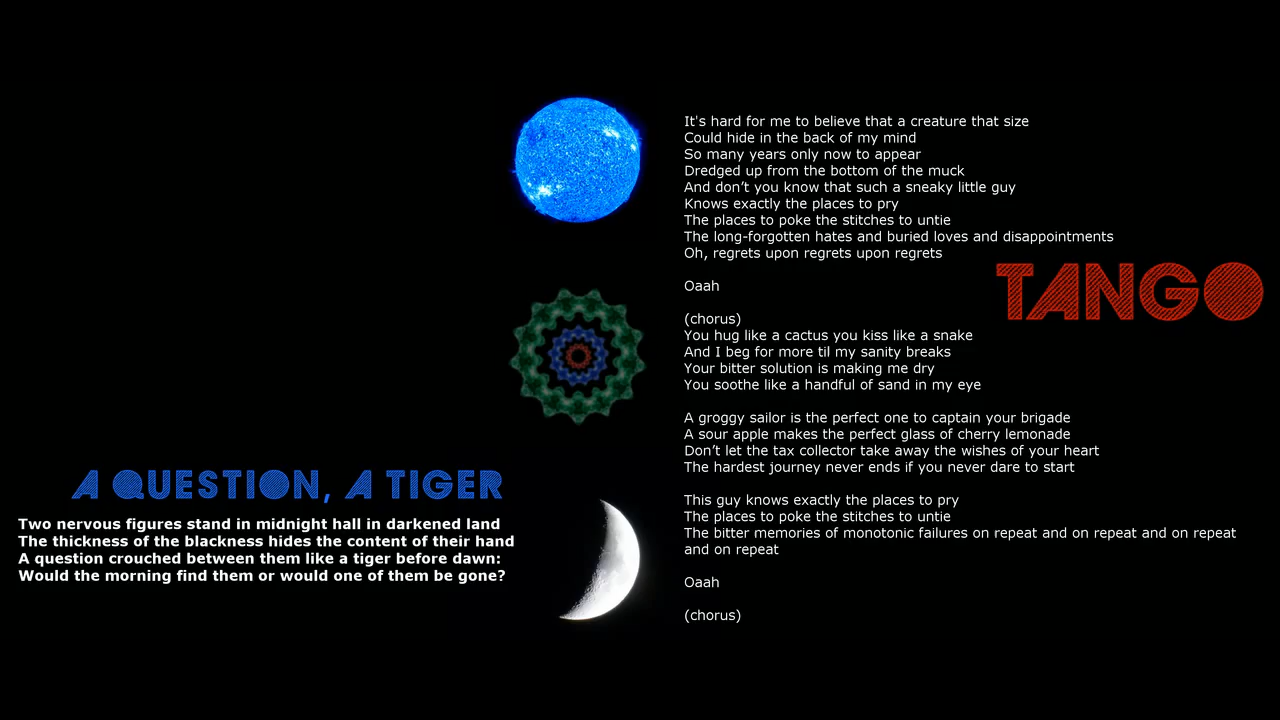 A QUESTION, A TIGER
Two nervous figures stand in midnight hall in darkened land
The thickness of the blackness hides the content of their hand
A question crouched between them like a tiger before dawn:
Would the morning find them or would one of them be gone?
TANGO
It's hard for me to believe that a creature that size
Could hide in the back of my mind
So many years only now to appear
Dredged up from the bottom of the muck
And don’t you know that such a sneaky little guy
Knows exactly the places to pry
The places to poke the stitches to untie
The long-forgotten hates and buried loves and disappointments
Oh, regrets upon regrets upon regrets
Oaah
(chorus)
You hug like a cactus you kiss like a snake
And I beg for more til my sanity breaks
Your bitter solution is making me dry
You soothe like a handful of sand in my eye
A groggy sailor is the perfect one to captain your brigade
A sour apple makes the perfect glass of cherry lemonade
Don’t let the tax collector take away the wishes of your heart
The hardest journey never ends if you never dare to start
This guy knows exactly the places to pry
The places to poke the stitches to untie
The bitter memories of monotonic failures on repeat and on repeat and on repeat
and on repeat
Oaah
(chorus)